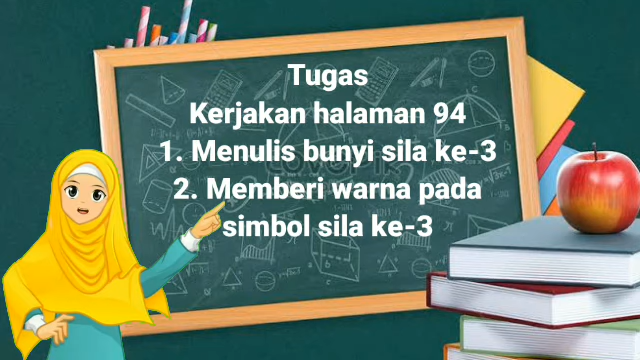 Tugas
Kerjakan halaman 94
1. Menulis bunyi sila ke-3
2. Memberi warna pada
simbol sila ke-3